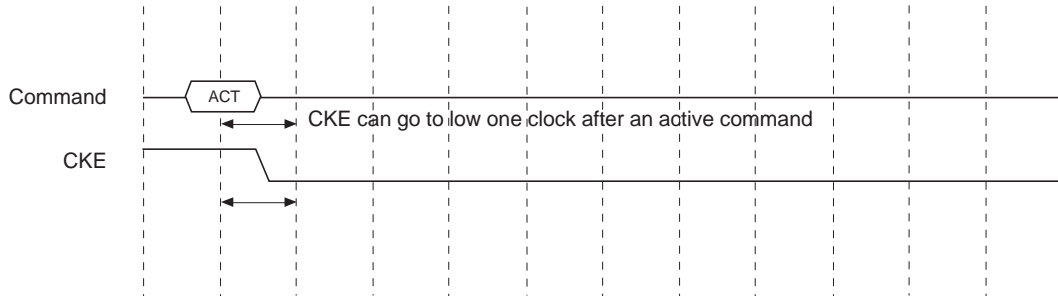 Command
ACT
CKE can go to low one clock after an active command
CKE